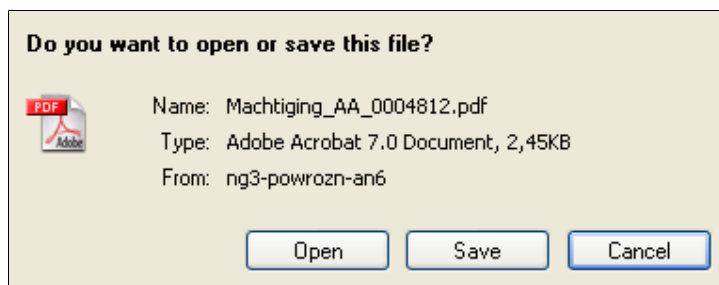 Do you want to open or save this file?
PDF
Adobe
Name: Machtiging_AA_0004812.pdf
Type: Adobe Acrobat 7.0 Document, 2,45KB
From: ng3-powrozn-an6
Open Save Cancel